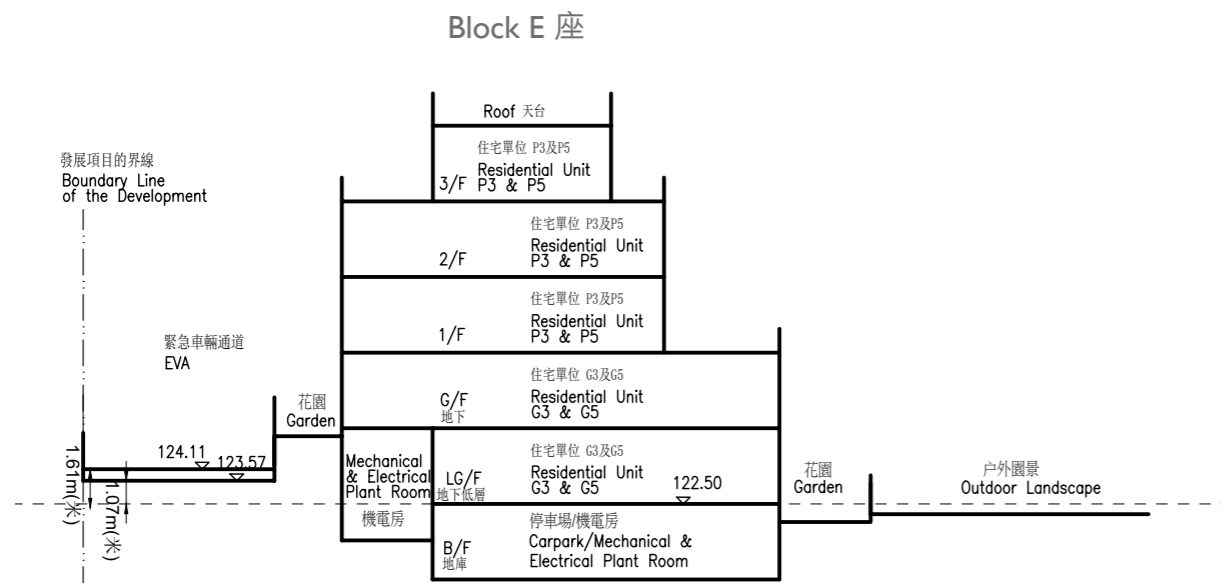 Block E 座
Roof 天台
住宅單位 P3及P5
Residential Unit
3/F P3 & P5
發展項目的界線
Boundary Line
of the Development
住宅單位 P3及P5
Residential Unit
2/F P3 & P5
住宅單位 P3及P5
Residential Unit
1/F P3 & P5
緊急車輛通道
EVA
住宅單位 G3及G5
Residential Unit
G/F G3 & G5
地下
花園
Garden
124.11
123.57
1.61m(米)
1.07m(米)
Mechanical
& Electrical
Plant Room
機電房
住宅單位 G3及G5
Residential Unit
LG/F G3 & G5
地下低層
122.50
花園
Garden
户外園景
Outdoor Landscape
停車場/機電房
Carpark/Mechanical &
Electrical Plant Room
B/F
地庫